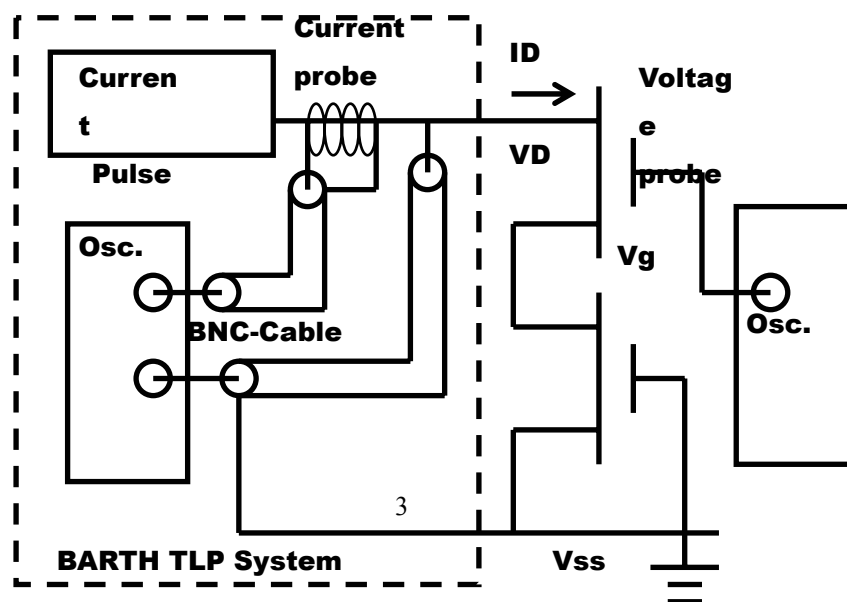 Current
probe
Curren
t
Pulse
ID
Voltag
e
probe
VD
Osc.
Vg
BNC-Cable
Osc.
3
BARTH TLP System
Vss